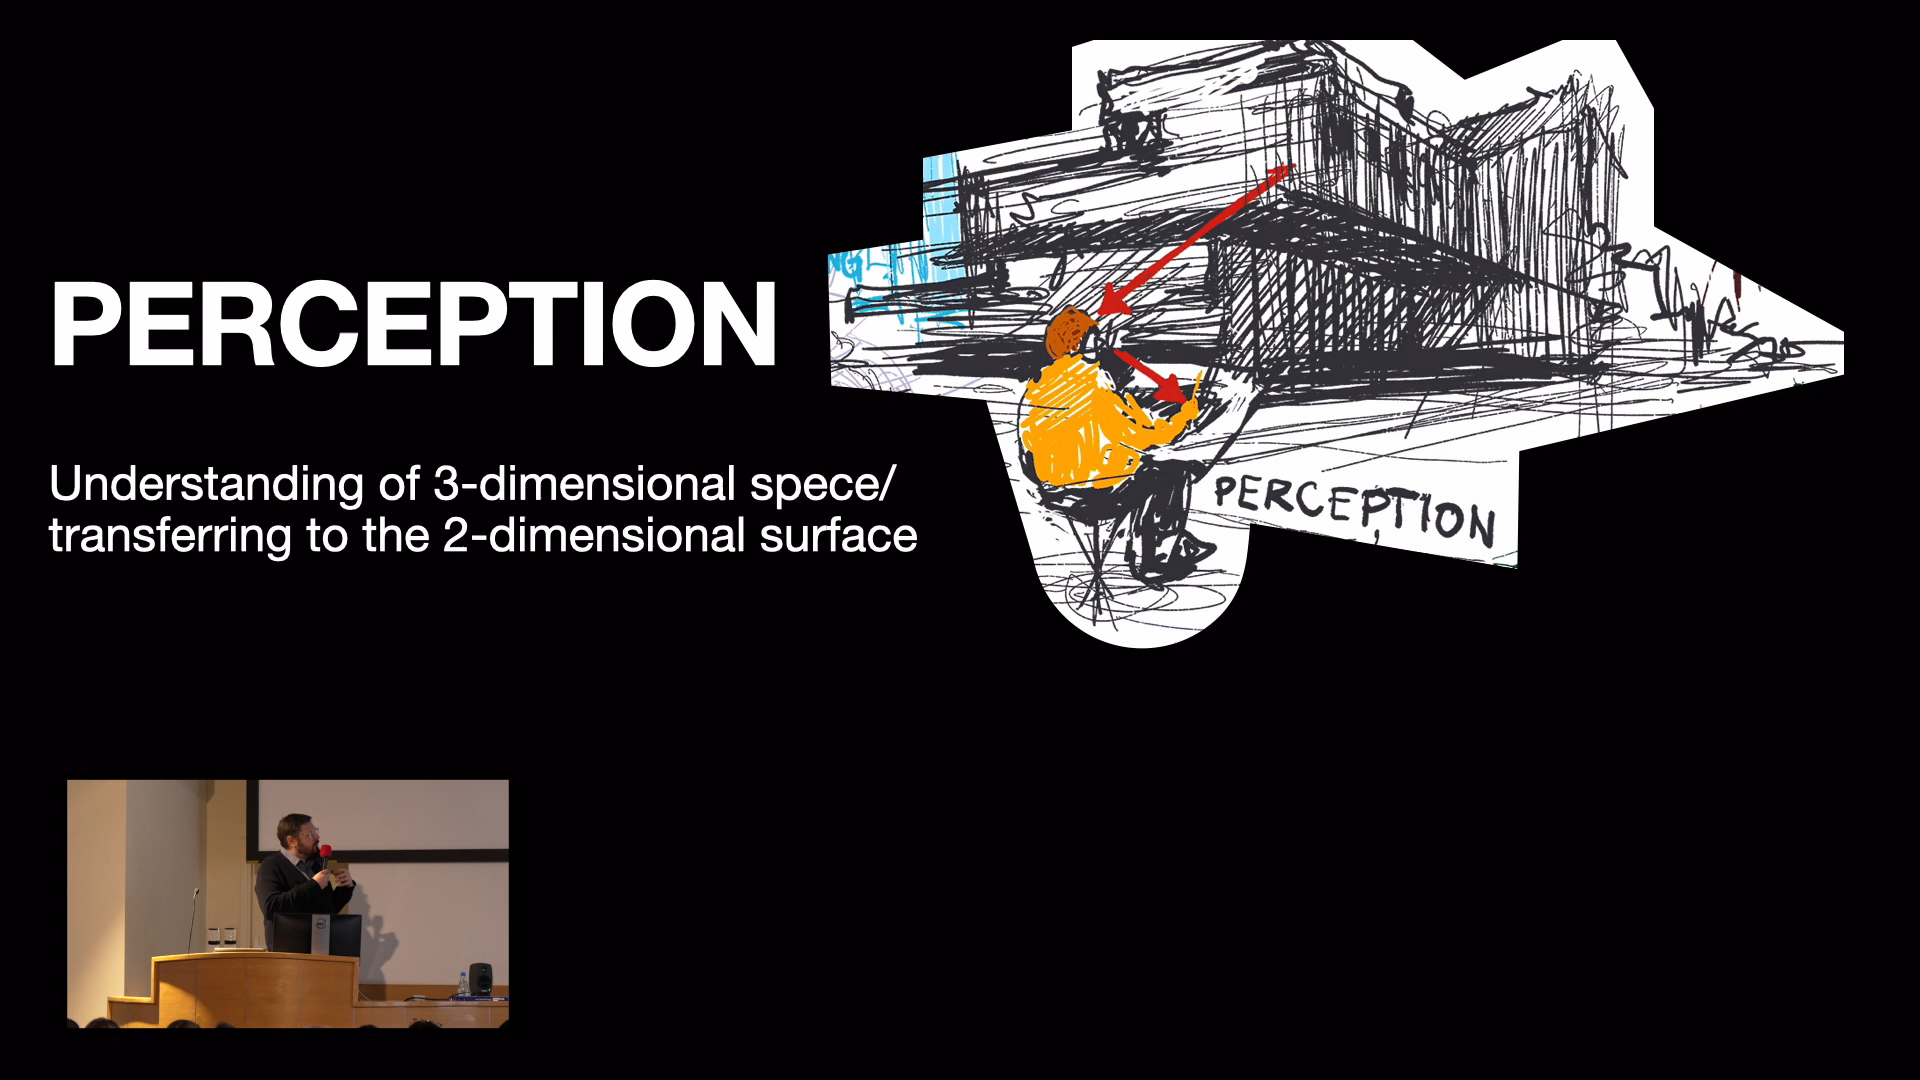 PERCEPTION
Understanding of 3-dimensional spece/
transferring to the 2-dimensional surface
PERCEPTION